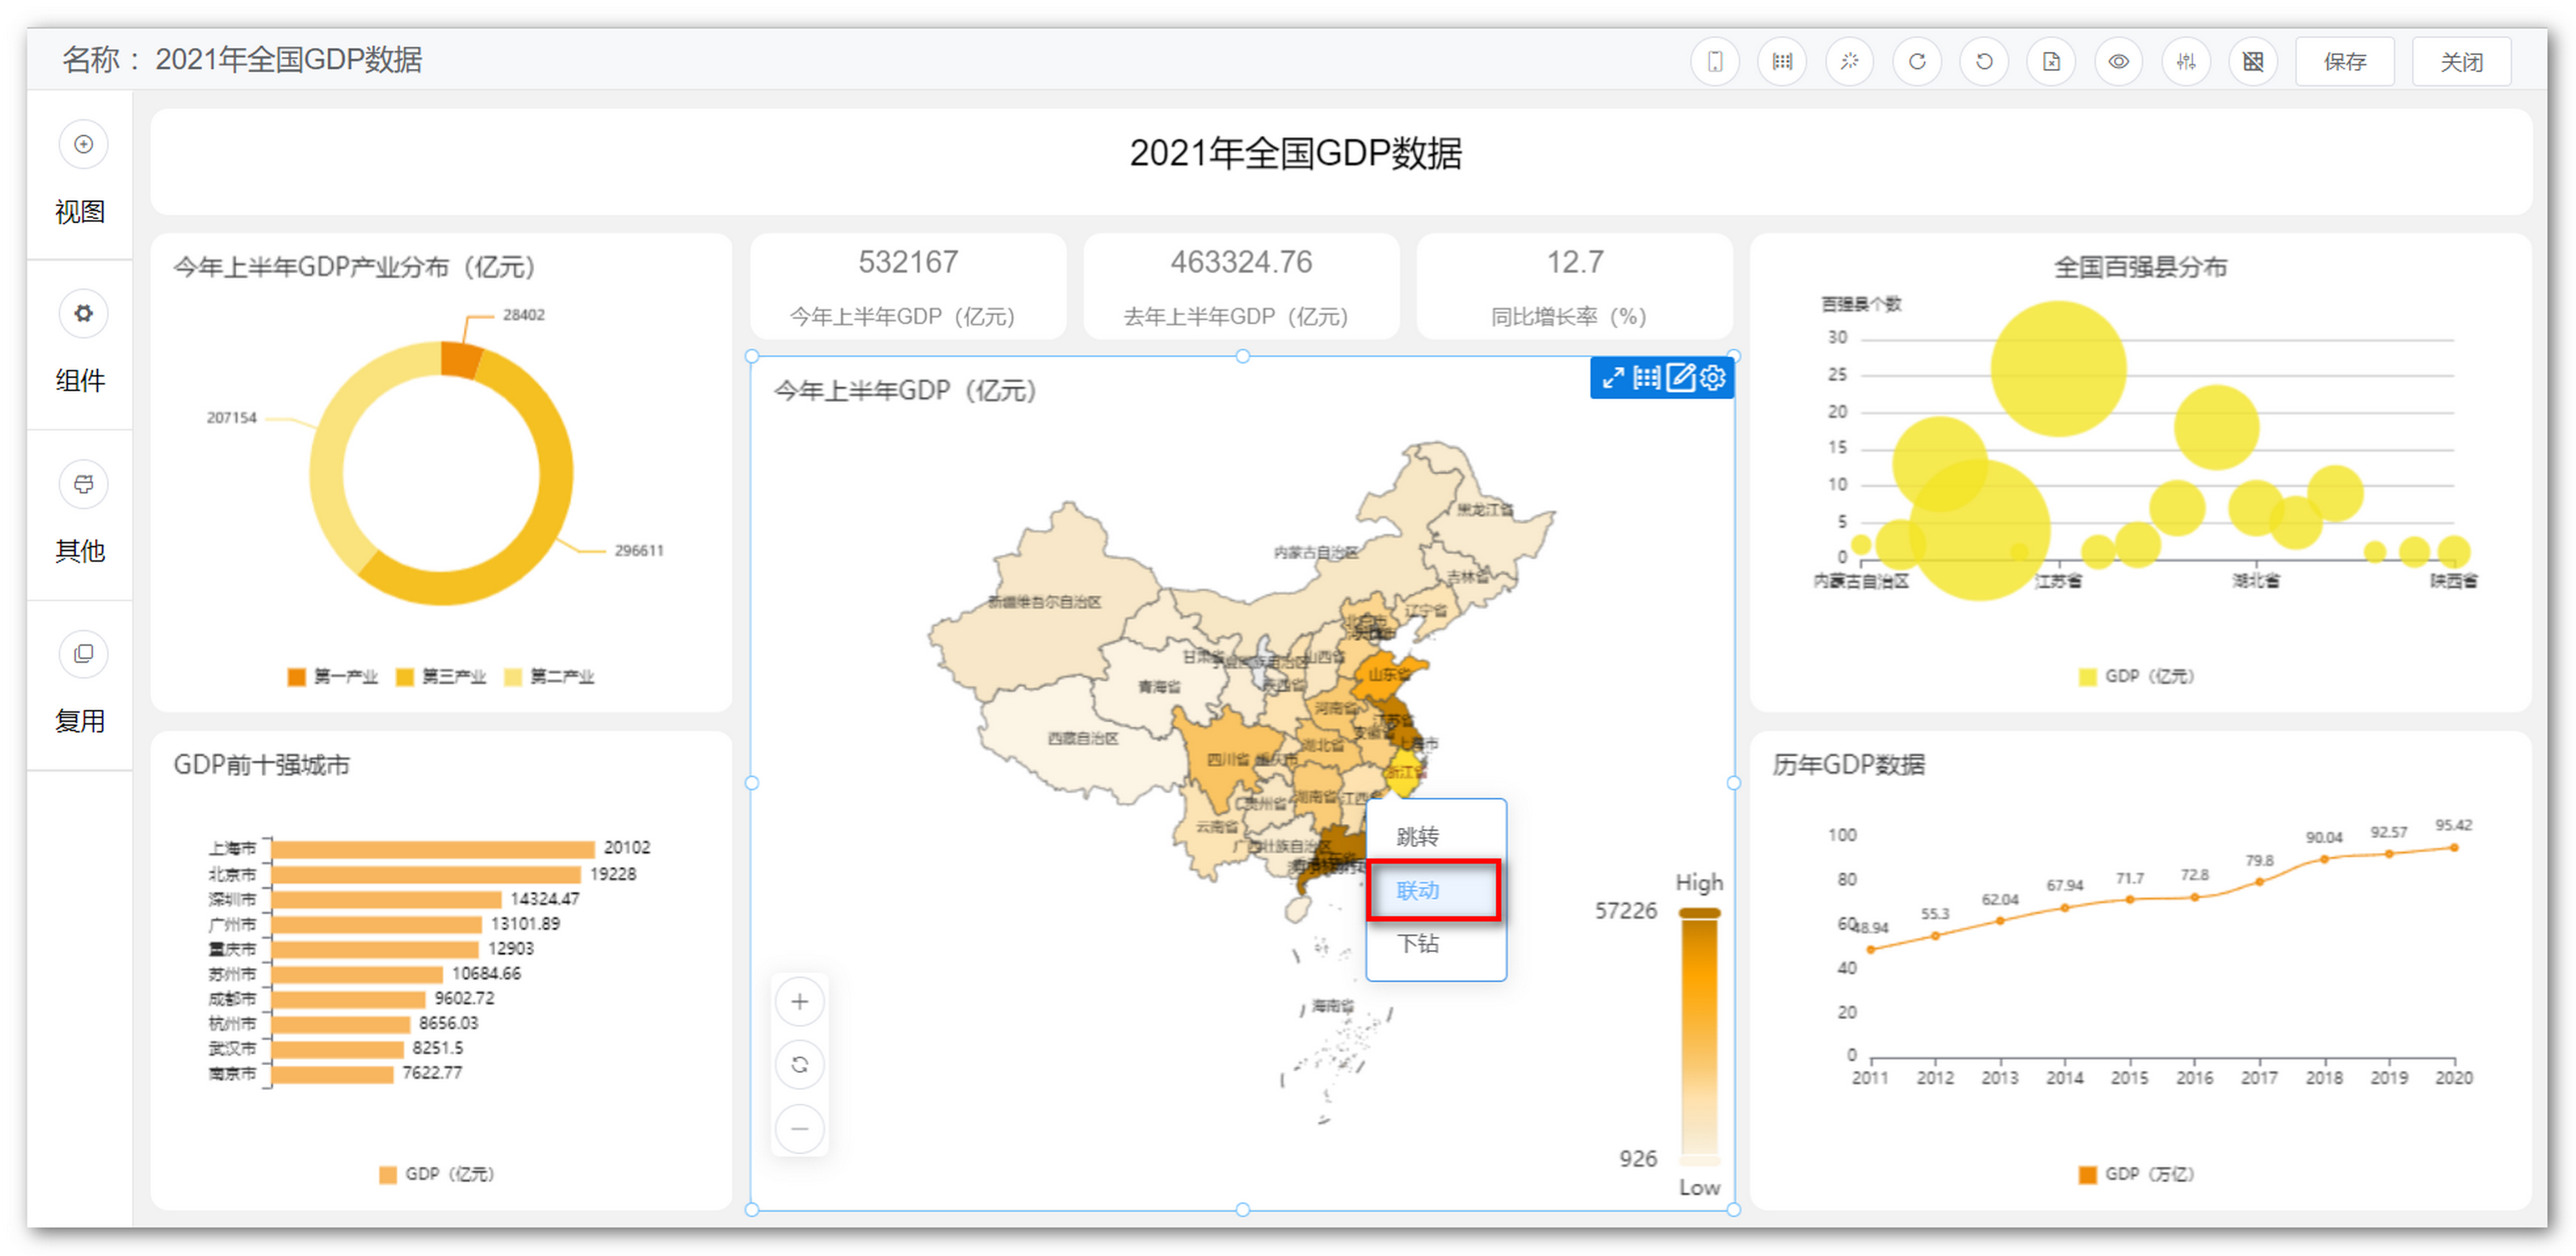 名称： 2021年全国GDP数据
保存
关闭
视图
组件
其他
复用
2021年全国GDP数据
今年上半年GDP产业分布（亿元）
28402
207154
296611
第一产业
第三产业
第二产业
532167
今年上半年GDP（亿元）
463324.76
去年上半年GDP（亿元）
12.7
同比增长率（%）
全国百强县分布
百强县个数
30
25
20
15
10
5
0
内蒙古自治区
江苏省
湖北省
陕西省
GDP（亿元）
今年上半年GDP（亿元）
黑龙江省
内蒙古自治区
吉林省
新疆维吾尔自治区
辽宁省
北京市
甘肃省
山西省
山东省
青海省
陕西省
河南省
江苏省
西藏自治区
安徽省
上海市
湖北省
四川省
重庆市
浙江省
贵州省
湖南省
江西省
云南省
广西壮族自治区
海南省
跳转
联动
下钻
High
57226
926
Low
GDP前十强城市
上海市 20102
北京市 19228
深圳市 14324.47
广州市 13101.89
重庆市 12903
苏州市 10684.66
成都市 9602.72
杭州市 8656.03
武汉市 8251.5
南京市 7622.77
GDP（亿元）
历年GDP数据
100
80
60
40
20
0
48.94
55.3
62.04
67.94
71.7
72.8
79.8
90.04
92.57
95.42
2011
2012
2013
2014
2015
2016
2017
2018
2019
2020
GDP（万亿）